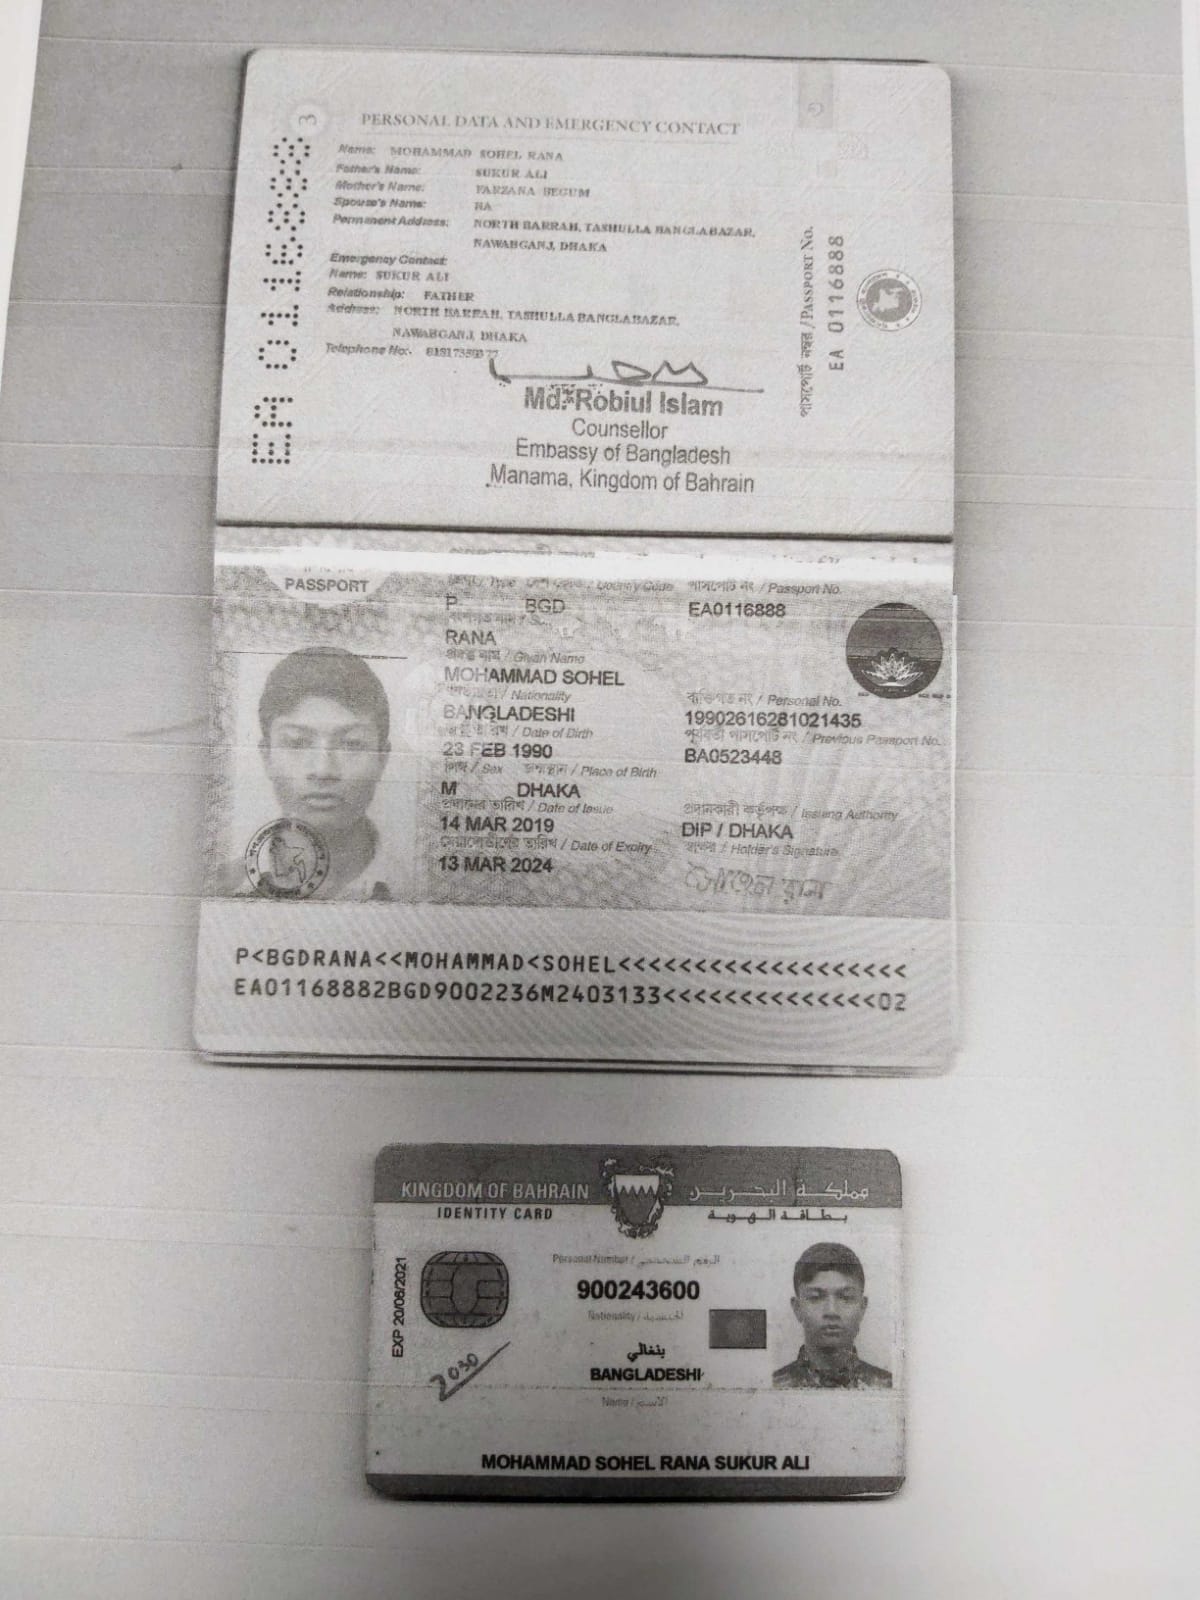 3
PERSONAL DATA AND EMERGENCY CONTACT
Name: MOHAMMAD SOHEL RANA
Father's Name: SUKUR ALI
Mother's Name: FARZANA BEGUM
Spouse's Name: NA
Permanent Address: NORTH BARRAH, TASHULLA BANGLABAZAR,
NAWABGANJ, DHAKA
Emergency Contact:
Name: SUKUR ALI
Relationship: FATHER
Address: NORTH BARRAH, TASHULLA BANGLABAZAR,
NAWABGANJ, DHAKA
Telephone No:
Md. Robiul Islam
Counsellor
Embassy of Bangladesh
Manama, Kingdom of Bahrain
EA 0116888
পাসপোর্ট নম্বর / PASSPORT No.
EA 0116888
PASSPORT
Type / Country Code পাসপোর্ট নং / Passport No.
P BGD EA0116888
RANA
Given Name
MOHAMMAD SOHEL
Nationality ব্যক্তিগত নং / Personal No.
BANGLADESHI 19902616281021435
জন্ম তারিখ / Date of Birth পূর্ববর্তী পাসপোর্ট নং / Previous Passport No.
23 FEB 1990 BA0523448
লিঙ্গ / Sex জন্মস্থান / Place of Birth
M DHAKA
প্রদানের তারিখ / Date of Issue প্রদানকারী কর্তৃপক্ষ / Issuing Authority
14 MAR 2019 DIP / DHAKA
মেয়াদোত্তীর্ণের তারিখ / Date of Expiry স্বাক্ষর / Holder's Signature
13 MAR 2024
সোহেল রানা
P<BGDRANA<<MOHAMMAD<SOHEL<<<<<<<<<<<<<<<<<<<
EA01168882BGD9002236M2403133<<<<<<<<<<<<<<02
KINGDOM OF BAHRAIN مملكة البحرين
IDENTITY CARD بطاقة الهوية
Personal Number / الرقم الشخصي
900243600
Nationality / الجنسية
بنغالي
BANGLADESHI
Name / الاسم
MOHAMMAD SOHEL RANA SUKUR ALI
EXP 20/06/2021
2030